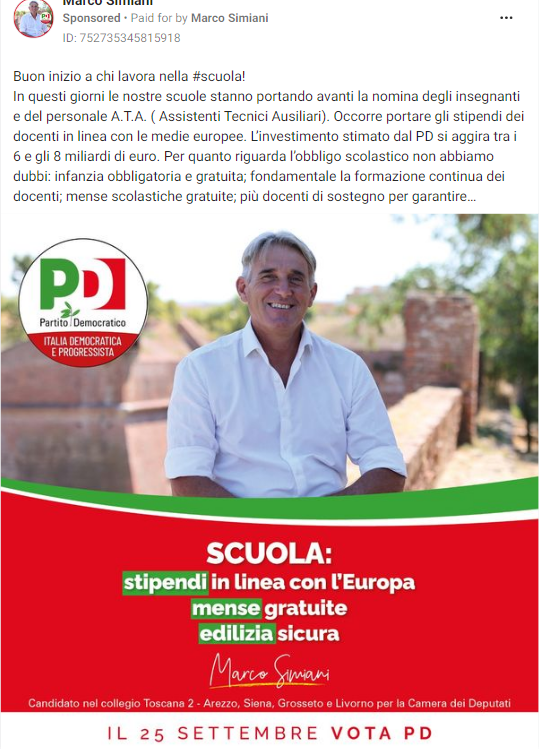 Marco Simiani
Sponsored • Paid for by Marco Simiani
ID: 752735345815918
Buon inizio a chi lavora nella #scuola!
In questi giorni le nostre scuole stanno portando avanti la nomina degli insegnanti
e del personale A.T.A. ( Assistenti Tecnici Ausiliari). Occorre portare gli stipendi dei
docenti in linea con le medie europee. L'investimento stimato dal PD si aggira tra i
6 e gli 8 miliardi di euro. Per quanto riguarda l'obbligo scolastico non abbiamo
dubbi: infanzia obbligatoria e gratuita; fondamentale la formazione continua dei
docenti; mense scolastiche gratuite; più docenti di sostegno per garantire...
PD
Partito Democratico
ITALIA DEMOCRATICA
E PROGRESSISTA
SCUOLA:
stipendi in linea con l'Europa
mense gratuite
edilizia sicura
Marco Simiani
Candidato nel collegio Toscana 2 - Arezzo, Siena, Grosseto e Livorno per la Camera dei Deputati
IL 25 SETTEMBRE VOTA PD